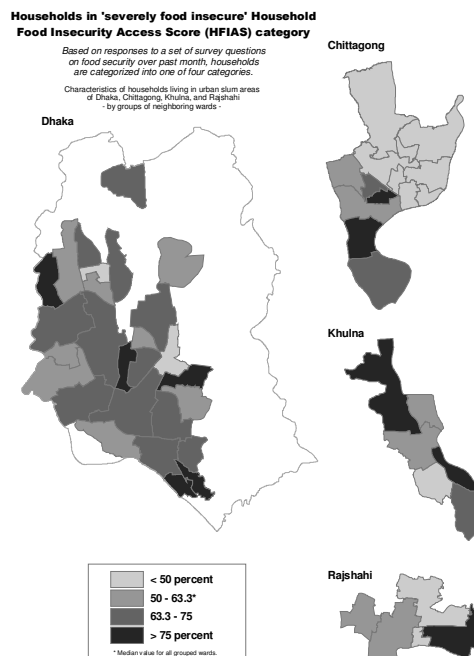 Households in 'severely food insecure' Household
Food Insecurity Access Score (HFIAS) category
Based on responses to a set of survey questions
on food security over past month, households
are categorized into one of four categories.
Characteristics of households living in urban slum areas
of Dhaka, Chittagong, Khulna, and Rajshahi
- by groups of neighboring wards -
Dhaka
Chittagong
Khulna
Rajshahi
< 50 percent
50 - 63.3*
63.3 - 75
> 75 percent
* Median value for all grouped wards.